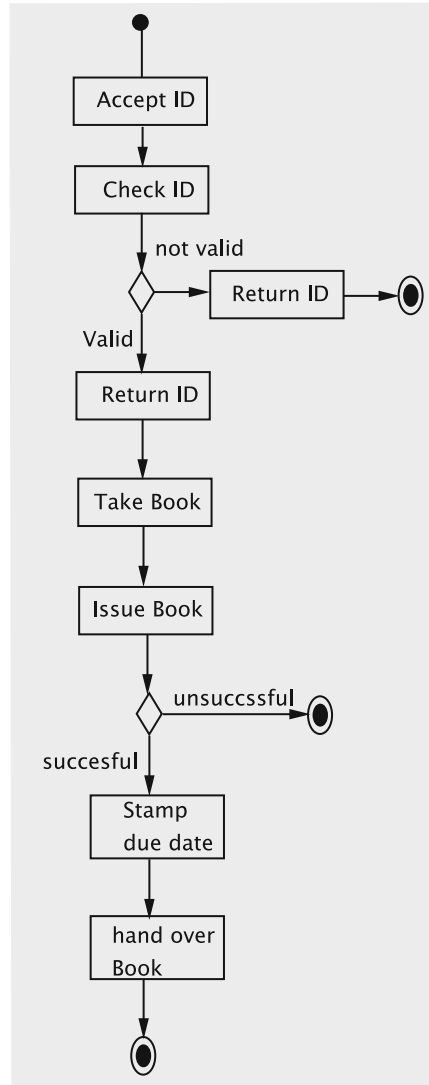 Accept ID
Check ID
not valid
Return ID
Valid
Return ID
Take Book
Issue Book
unsuccssful
succesful
Stamp
due date
hand over
Book